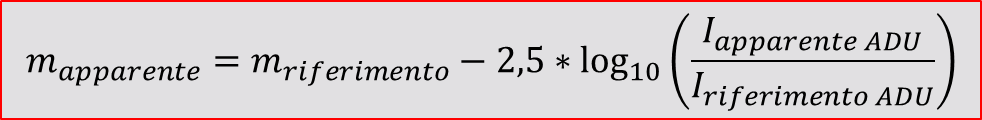 m_apparente = m_riferimento − 2,5 * log_10 (I_apparente ADU / I_riferimento ADU)